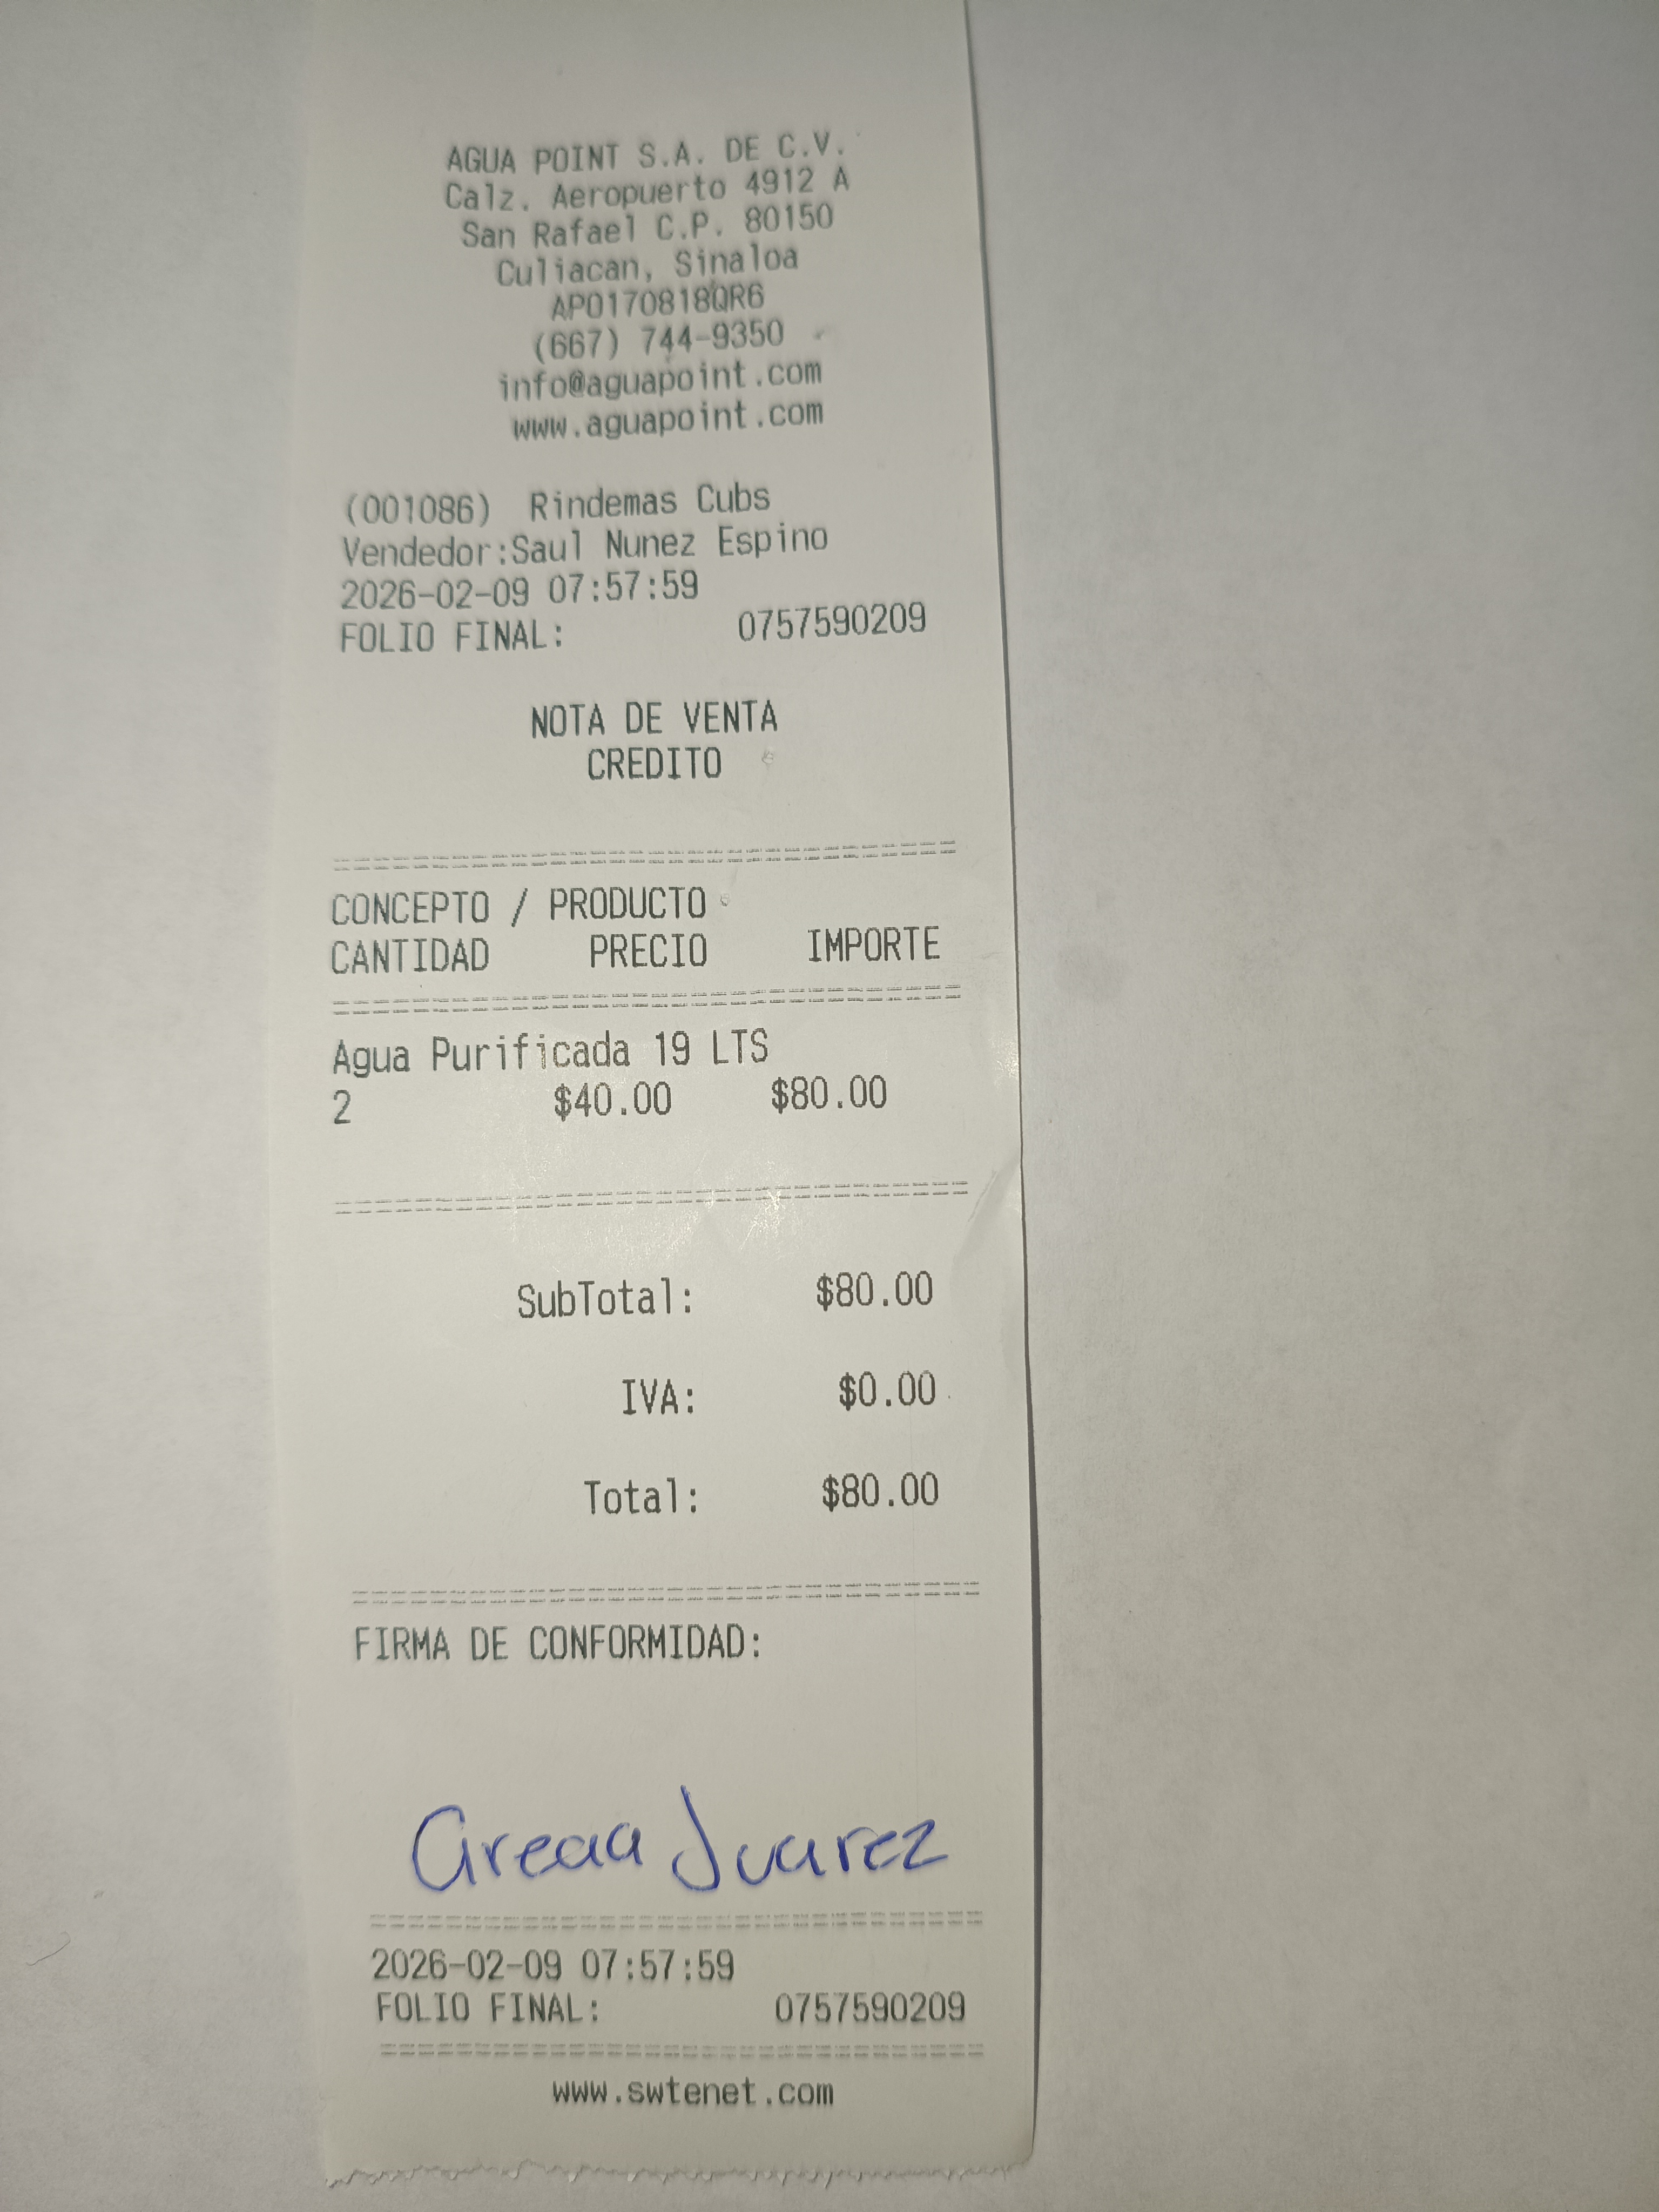 AGUA POINT S.A. DE C.V.
Calz. Aeropuerto 4912 A
San Rafael C.P. 80150
Culiacan, Sinaloa
APO170818QR6
(667) 744-9350
info@aguapoint.com
www.aguapoint.com
(001086) Rindemas Cubs
Vendedor:Saul Nunez Espino
2026-02-09 07:57:59
FOLIO FINAL: 0757590209
NOTA DE VENTA
CREDITO
CONCEPTO / PRODUCTO
CANTIDAD PRECIO IMPORTE
Agua Purificada 19 LTS
2 $40.00 $80.00
SubTotal: $80.00
IVA: $0.00
Total: $80.00
FIRMA DE CONFORMIDAD:
Juarez
2026-02-09 07:57:59
FOLIO FINAL: 0757590209
www.swtenet.com